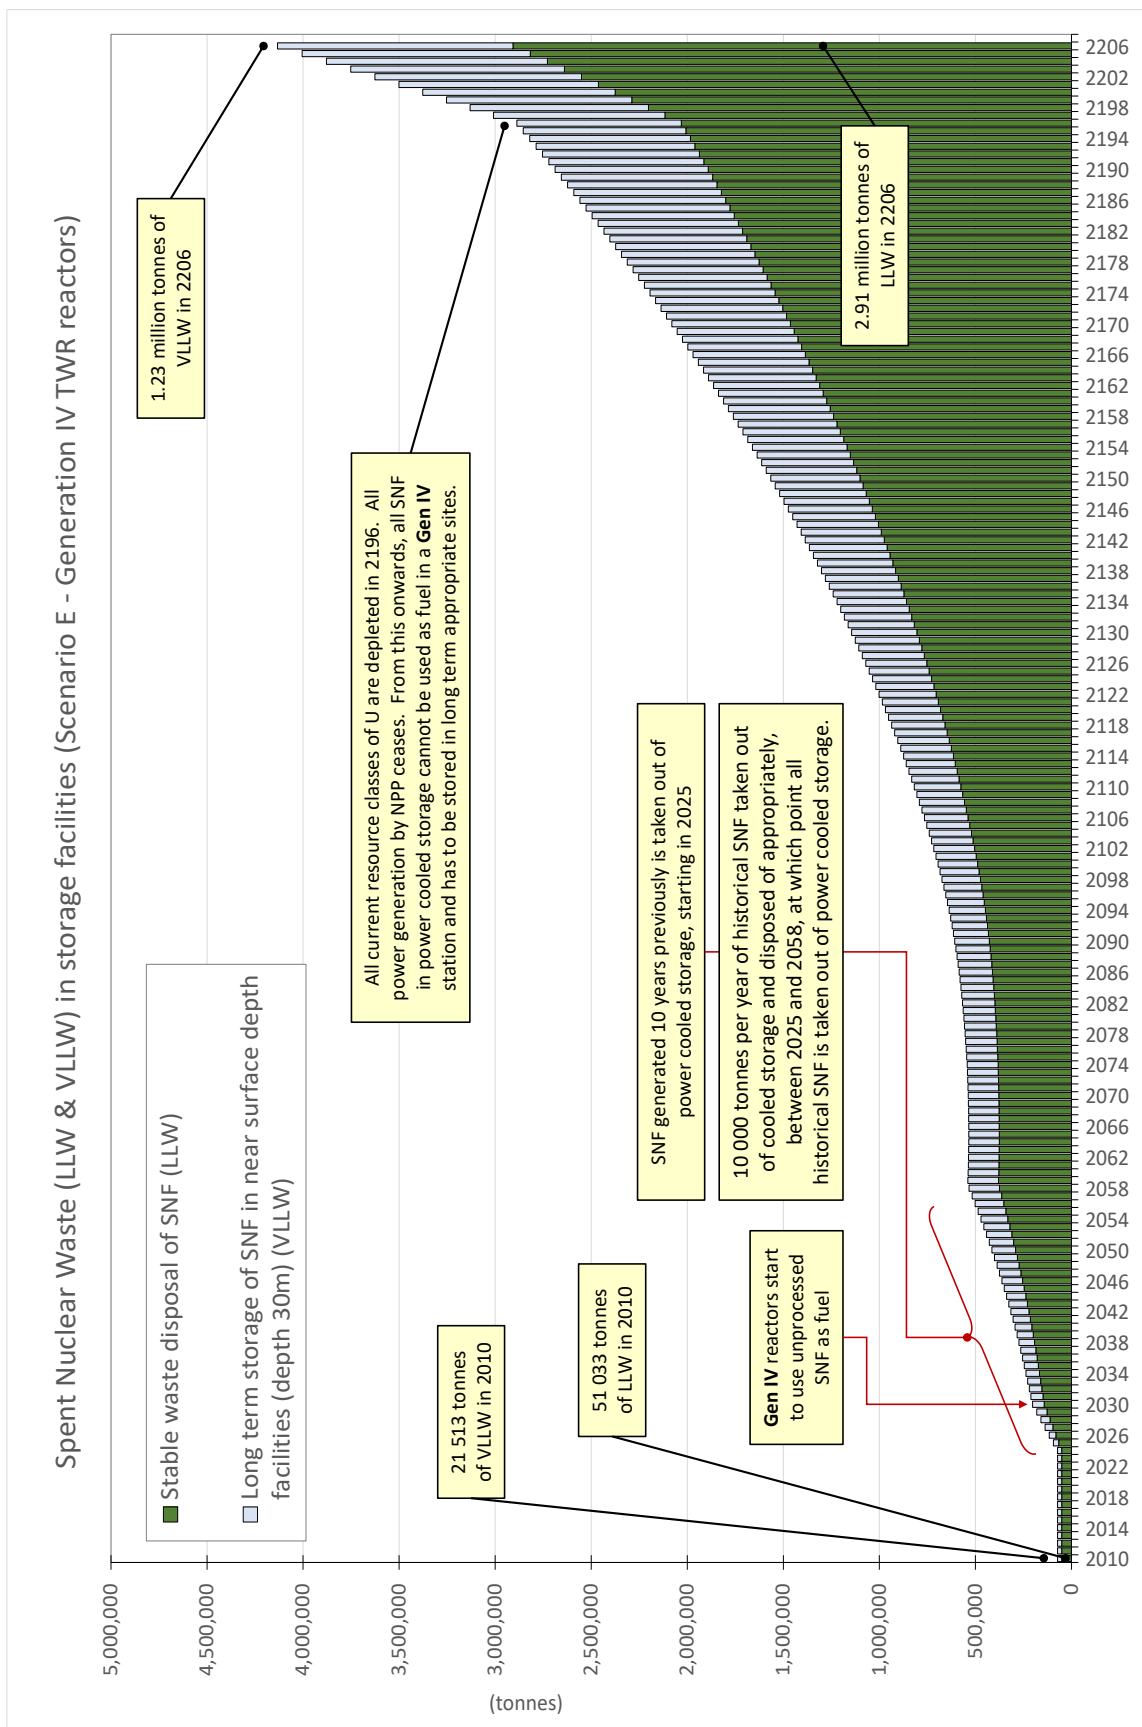 Spent Nuclear Waste (LLW & VLLW) in storage facilities (Scenario E - Generation IV TWR reactors)
Stable waste disposal of SNF (LLW)
Long term storage of SNF in near surface depth
facilities (depth 30m) (VLLW)
1.23 million tonnes of
VLLW in 2206
All current resource classes of U are depleted in 2196. All
power generation by NPP ceases. From this onwards, all SNF
in power cooled storage cannot be used as fuel in a Gen IV
station and has to be stored in long term appropriate sites.
21 513 tonnes
of VLLW in 2010
51 033 tonnes
of LLW in 2010
SNF generated 10 years previously is taken out of
power cooled storage, starting in 2025
10 000 tonnes per year of historical SNF taken out
of cooled storage and disposed of appropriately,
between 2025 and 2058, at which point all
historical SNF is taken out of power cooled storage.
Gen IV reactors start
to use unprocessed
SNF as fuel
2.91 million tonnes of
LLW in 2206
(tonnes)
5,000,000
4,500,000
4,000,000
3,500,000
3,000,000
2,500,000
2,000,000
1,500,000
1,000,000
500,000
0
2010
2014
2018
2022
2026
2030
2034
2038
2042
2046
2050
2054
2058
2062
2066
2070
2074
2078
2082
2086
2090
2094
2098
2102
2106
2110
2114
2118
2122
2126
2130
2134
2138
2142
2146
2150
2154
2158
2162
2166
2170
2174
2178
2182
2186
2190
2194
2198
2202
2206